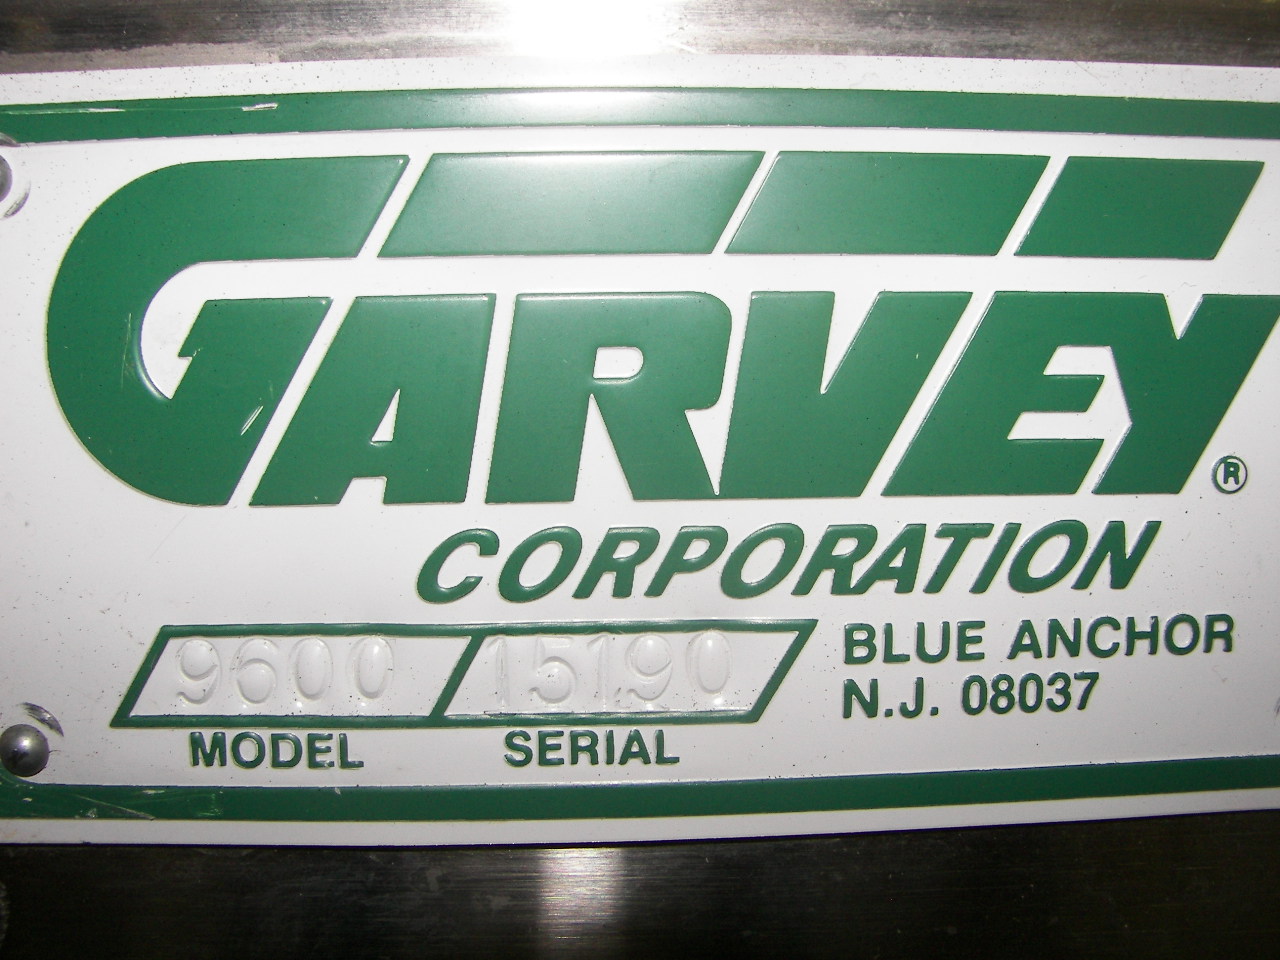 GARVEY ®
CORPORATION
9600 15190
MODEL SERIAL
BLUE ANCHOR
N.J. 08037